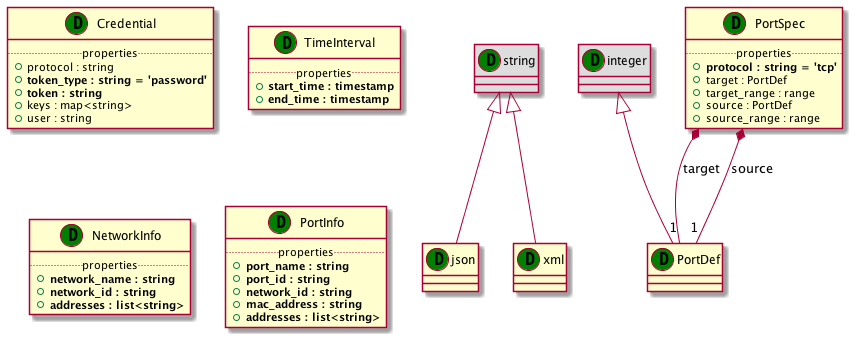 D Credential
properties
protocol : string
token_type : string = 'password'
token : string
keys : map<string>
user : string
D TimeInterval
properties
start_time : timestamp
end_time : timestamp
D string
D integer
D PortSpec
properties
protocol : string = 'tcp'
target : PortDef
target_range : range
source : PortDef
source_range : range
target
source
1
1
D NetworkInfo
properties
network_name : string
network_id : string
addresses : list<string>
D PortInfo
properties
port_name : string
port_id : string
network_id : string
mac_address : string
addresses : list<string>
D json
D xml
D PortDef